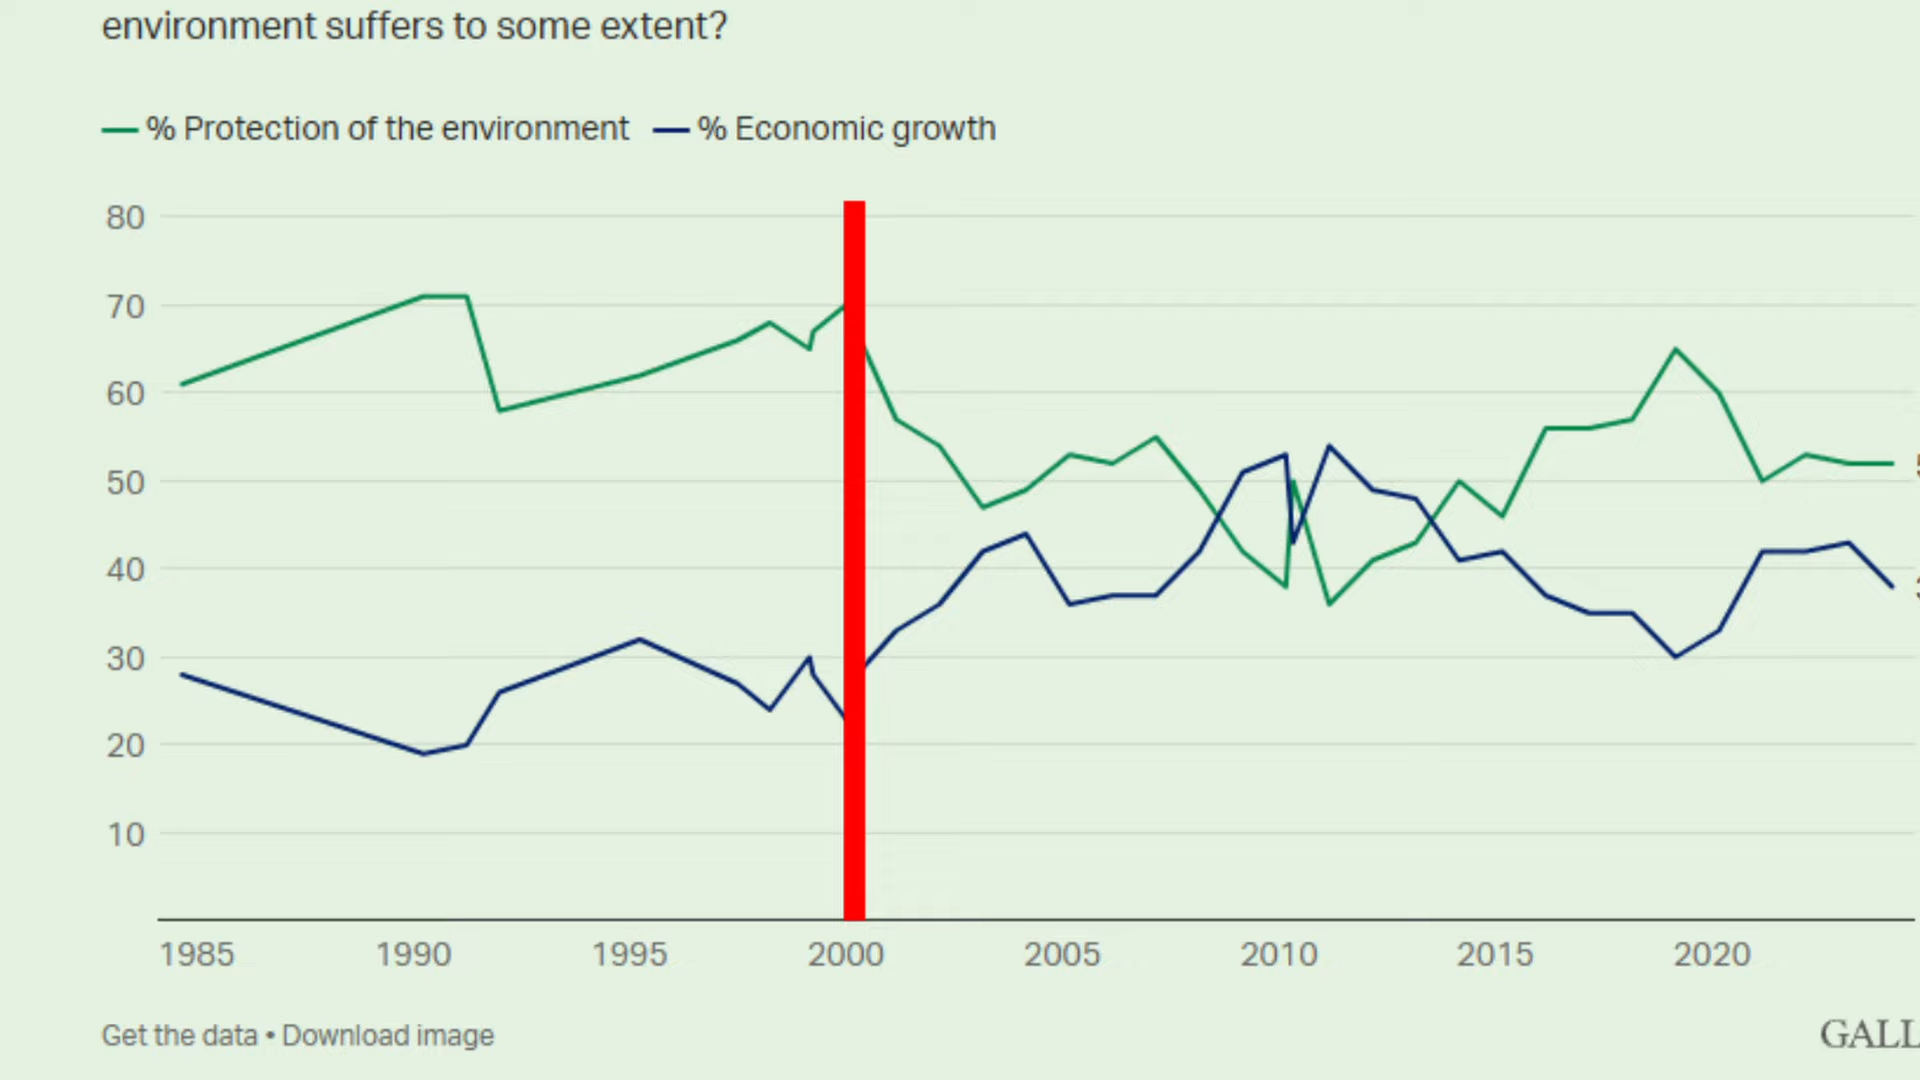 environment suffers to some extent?
% Protection of the environment % Economic growth
80
70
60
50
40
30
20
10
1985 1990 1995 2000 2005 2010 2015 2020
Get the data • Download image
GALL